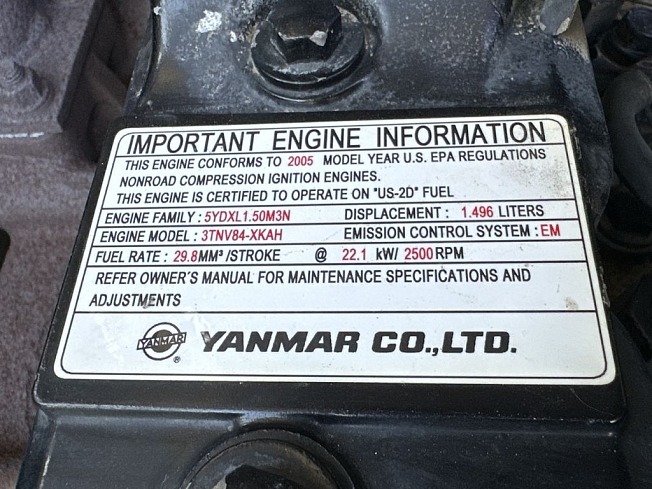 IMPORTANT ENGINE INFORMATION
THIS ENGINE CONFORMS TO 2005 MODEL YEAR U.S. EPA REGULATIONS
NONROAD COMPRESSION IGNITION ENGINES.
THIS ENGINE IS CERTIFIED TO OPERATE ON "US-2D" FUEL
ENGINE FAMILY : 5YDXL1.50M3N DISPLACEMENT : 1.496 LITERS
ENGINE MODEL : 3TNV84-XKAH EMISSION CONTROL SYSTEM : EM
FUEL RATE : 29.8MM³/STROKE @ 22.1 kW/ 2500RPM
REFER OWNER'S MANUAL FOR MAINTENANCE SPECIFICATIONS AND
ADJUSTMENTS
YANMAR ® YANMAR CO.,LTD.